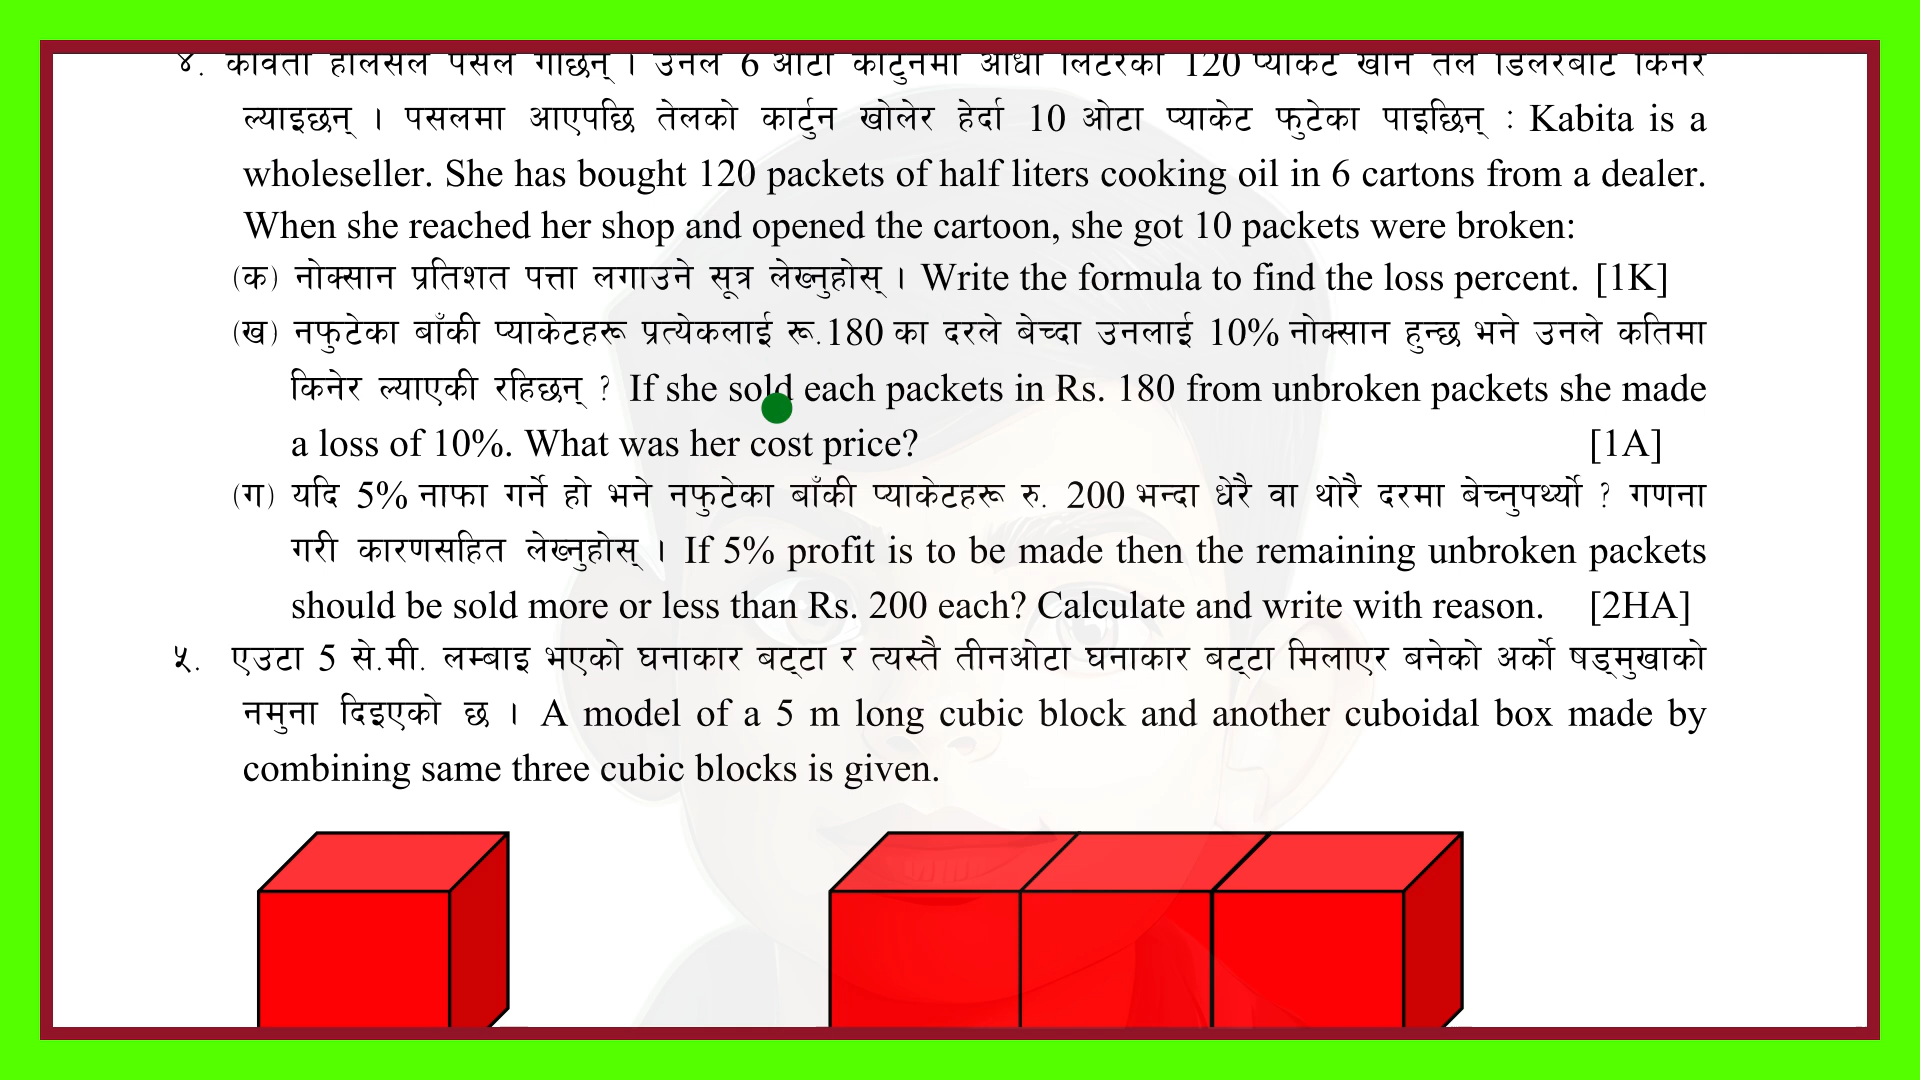 ४. कविता होलसेल पसल गर्छिन् । उनले 6 ओटा कार्टुनमा आधा लिटरका 120 प्याकेट खाने तेल डिलरबाट किनेर
ल्याइछन् । पसलमा आएपछि तेलको कार्टुन खोलेर हेर्दा 10 ओटा प्याकेट फुटेका पाइछिन् : Kabita is a
wholeseller. She has bought 120 packets of half liters cooking oil in 6 cartons from a dealer.
When she reached her shop and opened the cartoon, she got 10 packets were broken:
(क) नोक्सान प्रतिशत पत्ता लगाउने सूत्र लेख्नुहोस् । Write the formula to find the loss percent. [1K]
(ख) नफुटेका बाँकी प्याकेटहरू प्रत्येकलाई रू.180 का दरले बेच्दा उनलाई 10% नोक्सान हुन्छ भने उनले कतिमा
किनेर ल्याएकी रहिछन् ? If she sold each packets in Rs. 180 from unbroken packets she made
a loss of 10%. What was her cost price? [1A]
(ग) यदि 5% नाफा गर्ने हो भने नफुटेका बाँकी प्याकेटहरू रु. 200 भन्दा धेरै वा थोरै दरमा बेच्नुपर्थ्यो ? गणना
गरी कारणसहित लेख्नुहोस् । If 5% profit is to be made then the remaining unbroken packets
should be sold more or less than Rs. 200 each? Calculate and write with reason. [2HA]
५. एउटा 5 से.मी. लम्बाइ भएको घनाकार बट्टा र त्यस्तै तीनओटा घनाकार बट्टा मिलाएर बनेको अर्को षड्मुखाको
नमुना दिइएको छ । A model of a 5 m long cubic block and another cuboidal box made by
combining same three cubic blocks is given.